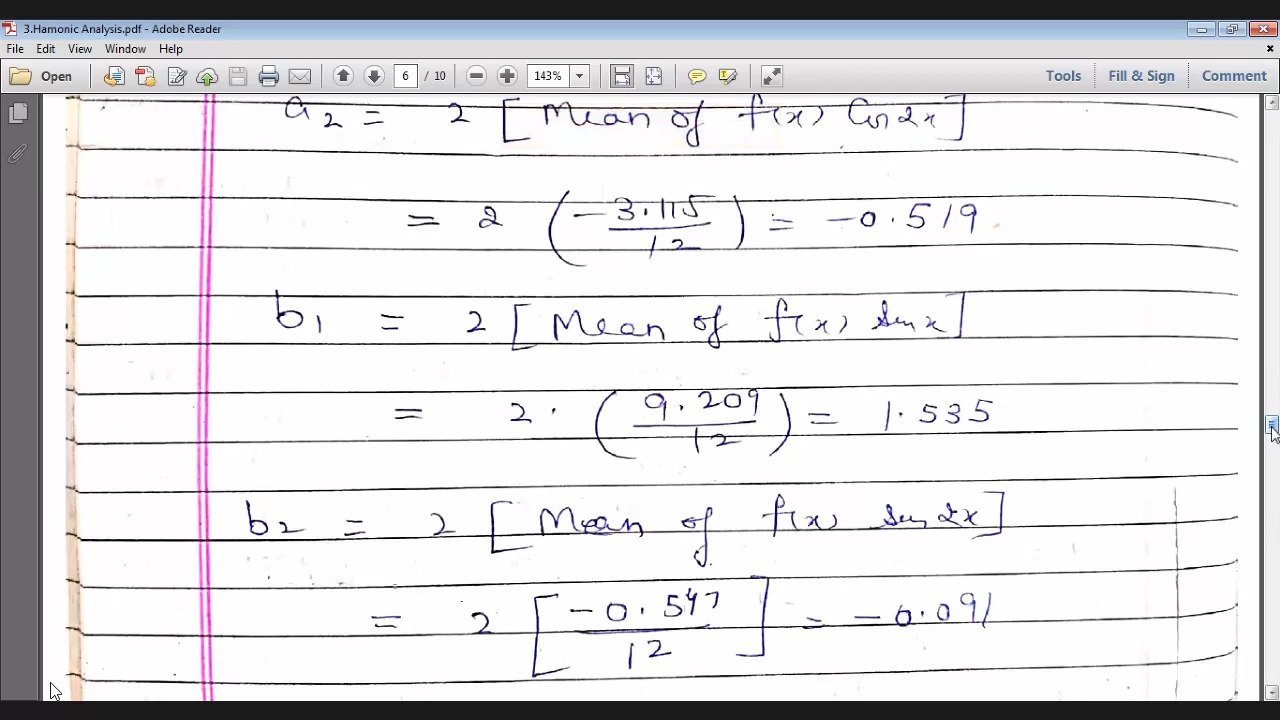 3.Hamonic Analysis.pdf - Adobe Reader
File Edit View Window Help
Open 6 / 10 143% Tools Fill & Sign Comment
a2 = 2 [Mean of f(x) Cos 2x]
= 2 (-3.115/12) = -0.519
b1 = 2 [Mean of f(x) Sin x]
= 2 · (9.209/12) = 1.535
b2 = 2 [Mean of f(x) Sin 2x]
= 2 [-0.547/12] = -0.091